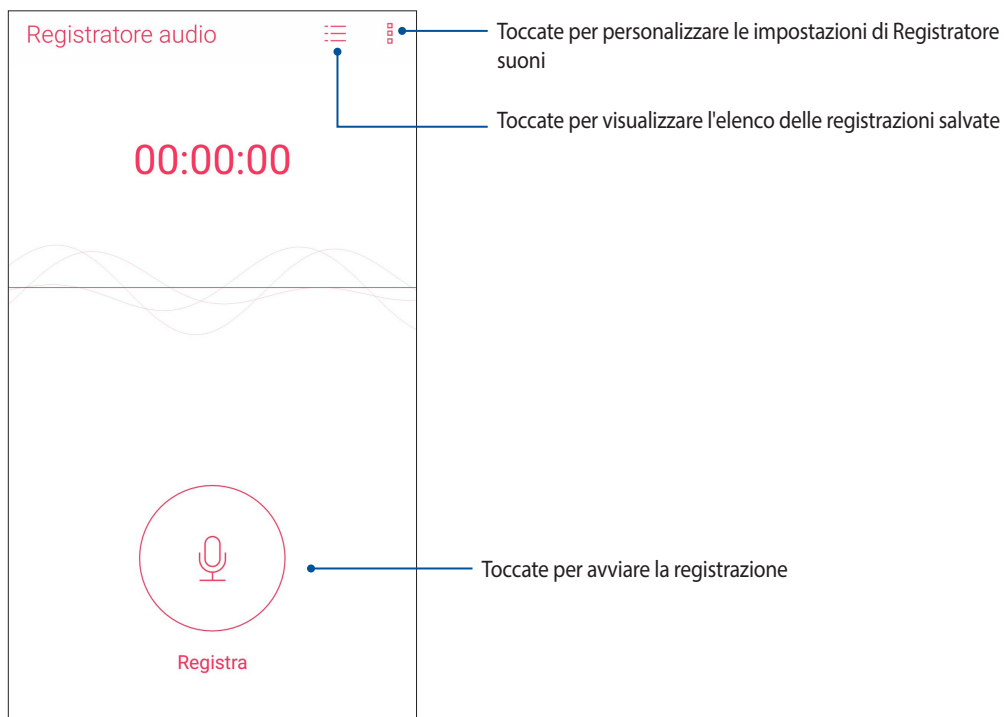 Registratore audio
Toccate per personalizzare le impostazioni di Registratore
suoni
Toccate per visualizzare l'elenco delle registrazioni salvate
00:00:00
Toccate per avviare la registrazione
Registra